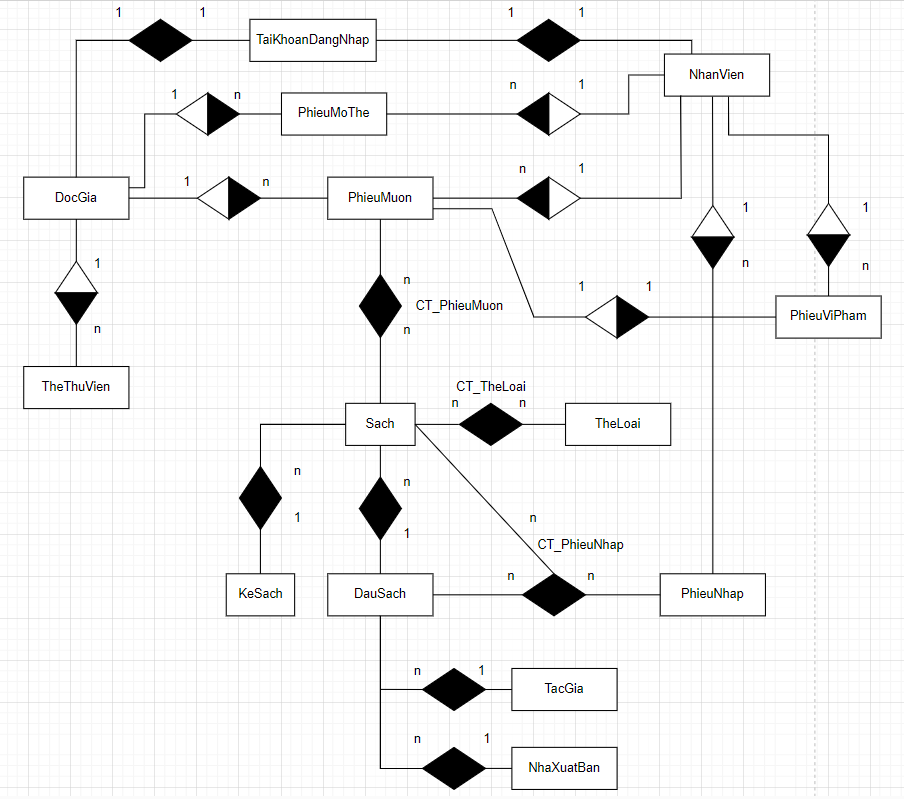 1 1 1 1
TaiKhoanDangNhap
NhanVien
1 n n 1
PhieuMoThe
1 n n 1
DocGia PhieuMuon
1 1
1 n n
n CT_PhieuMuon 1 1
n n PhieuViPham
TheThuVien
CT_TheLoai
n n
Sach TheLoai
n n
1 n
1 CT_PhieuNhap
n n
KeSach DauSach PhieuNhap
n 1
TacGia
n 1
NhaXuatBan